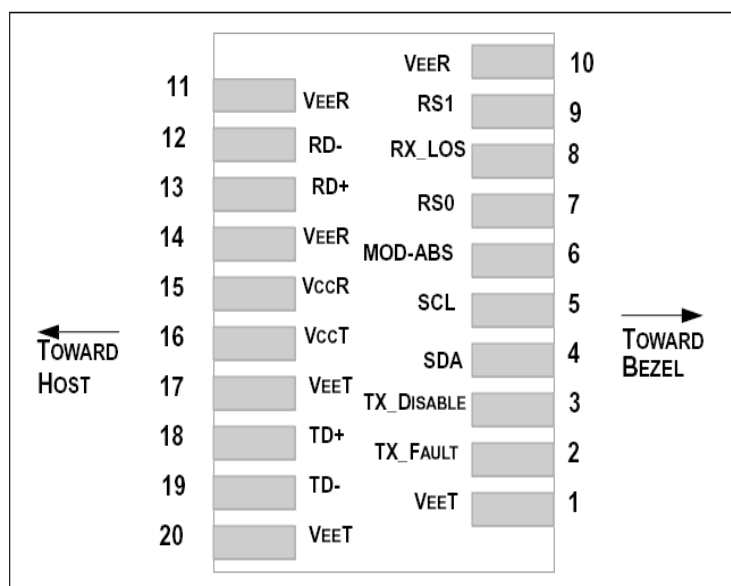 VEER 10
11 VEER
RS1 9
12 RD-
RX_LOS 8
13 RD+
RS0 7
14 VEER
MOD-ABS 6
15 VCCR
SCL 5
16 VCCT
SDA 4
TOWARD HOST
TOWARD BEZEL
17 VEET
TX_DISABLE 3
18 TD+
TX_FAULT 2
19 TD-
VEET 1
20 VEET